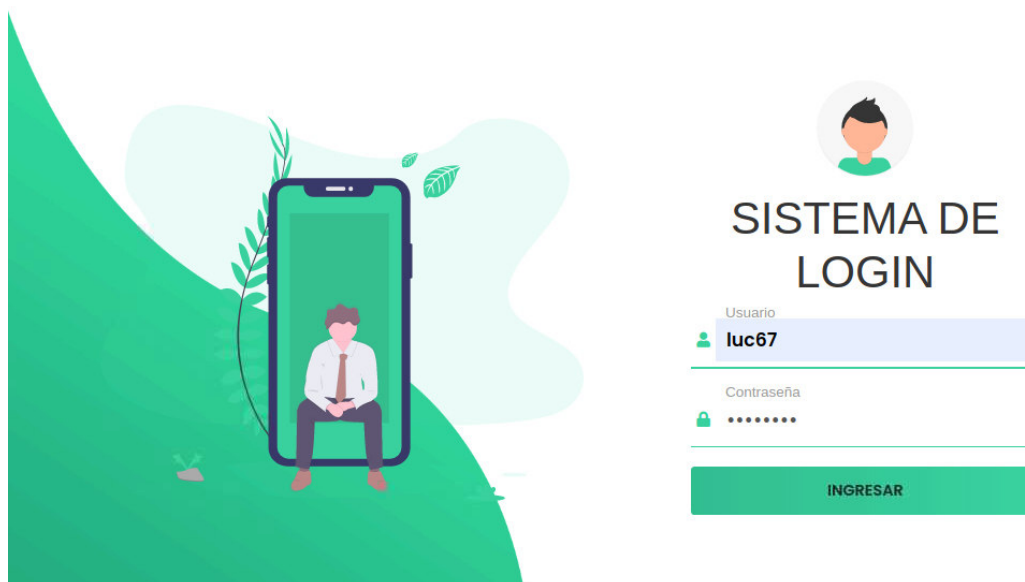 SISTEMA DE
LOGIN
Usuario
luc67
Contraseña
••••••••
INGRESAR